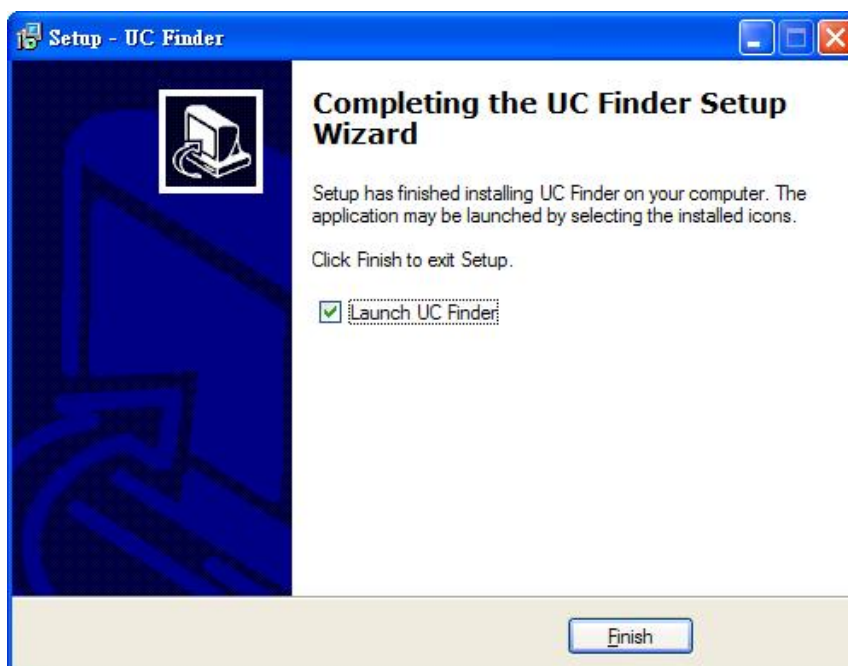 Setup - UC Finder
Completing the UC Finder Setup
Wizard
Setup has finished installing UC Finder on your computer. The
application may be launched by selecting the installed icons.
Click Finish to exit Setup.
Launch UC Finder
Finish